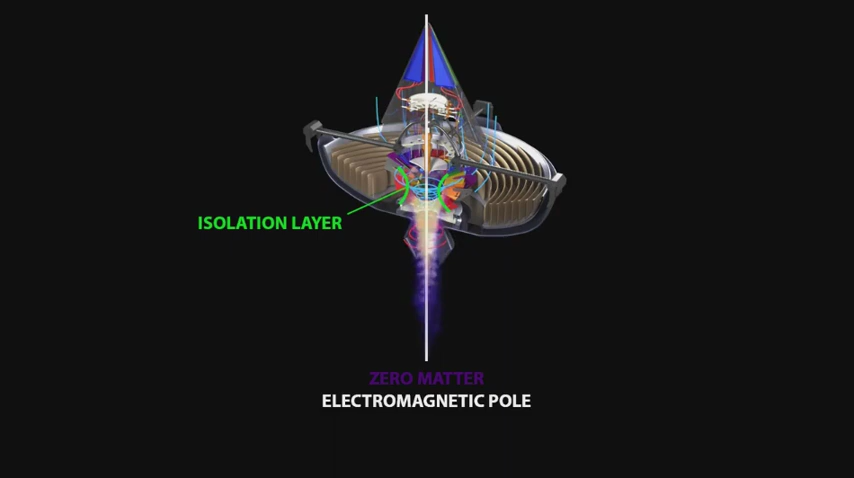 ISOLATION LAYER
ZERO MATTER
ELECTROMAGNETIC POLE